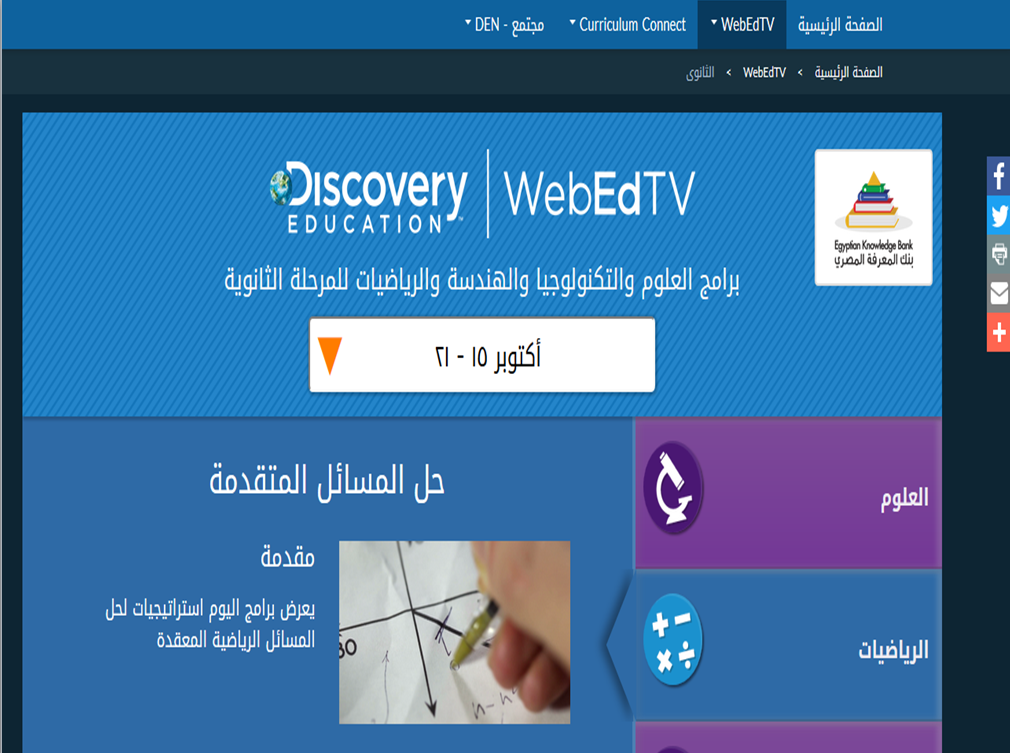 الصفحة الرئيسية
WebEdTV
Curriculum Connect
مجتمع - DEN
الصفحة الرئيسية > WebEdTV > الثانوى
Discovery
EDUCATION
WebEdTV
Egyptian Knowledge Bank
بنك المعرفة المصري
برامج العلوم والتكنولوجيا والهندسة والرياضيات للمرحلة الثانوية
أكتوبر ١٥ - ٢١
العلوم
الرياضيات
حل المسائل المتقدمة
مقدمة
يعرض برامج اليوم استراتيجيات لحل
المسائل الرياضية المعقدة